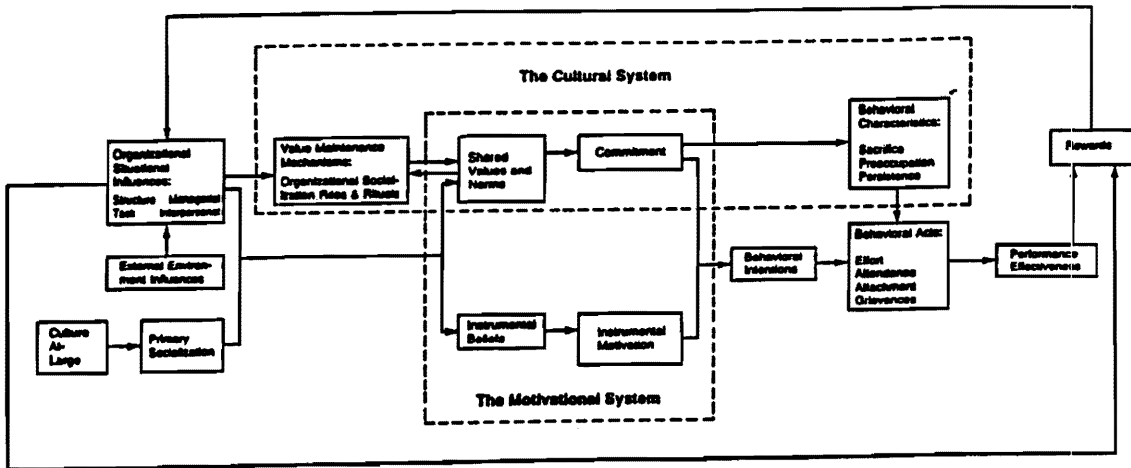 The Cultural System
Organizational
Situational
Influences:
Structure Managerial
Task Interpersonal
Value Maintenance
Mechanisms:
Organizational Social-
ization Rites & Rituals
Shared
Values and
Norms
Commitment
Behavioral
Characteristics:
Sacrifice
Preoccupation
Persistence
Rewards
External Environ-
ment Influences
Culture
At-
Large
Primary
Socialization
Instrumental
Beliefs
Instrumental
Motivation
Behavioral
Intentions
Behavioral Acts:
Effort
Attendance
Attachment
Grievances
Performance
Effectiveness
The Motivational System